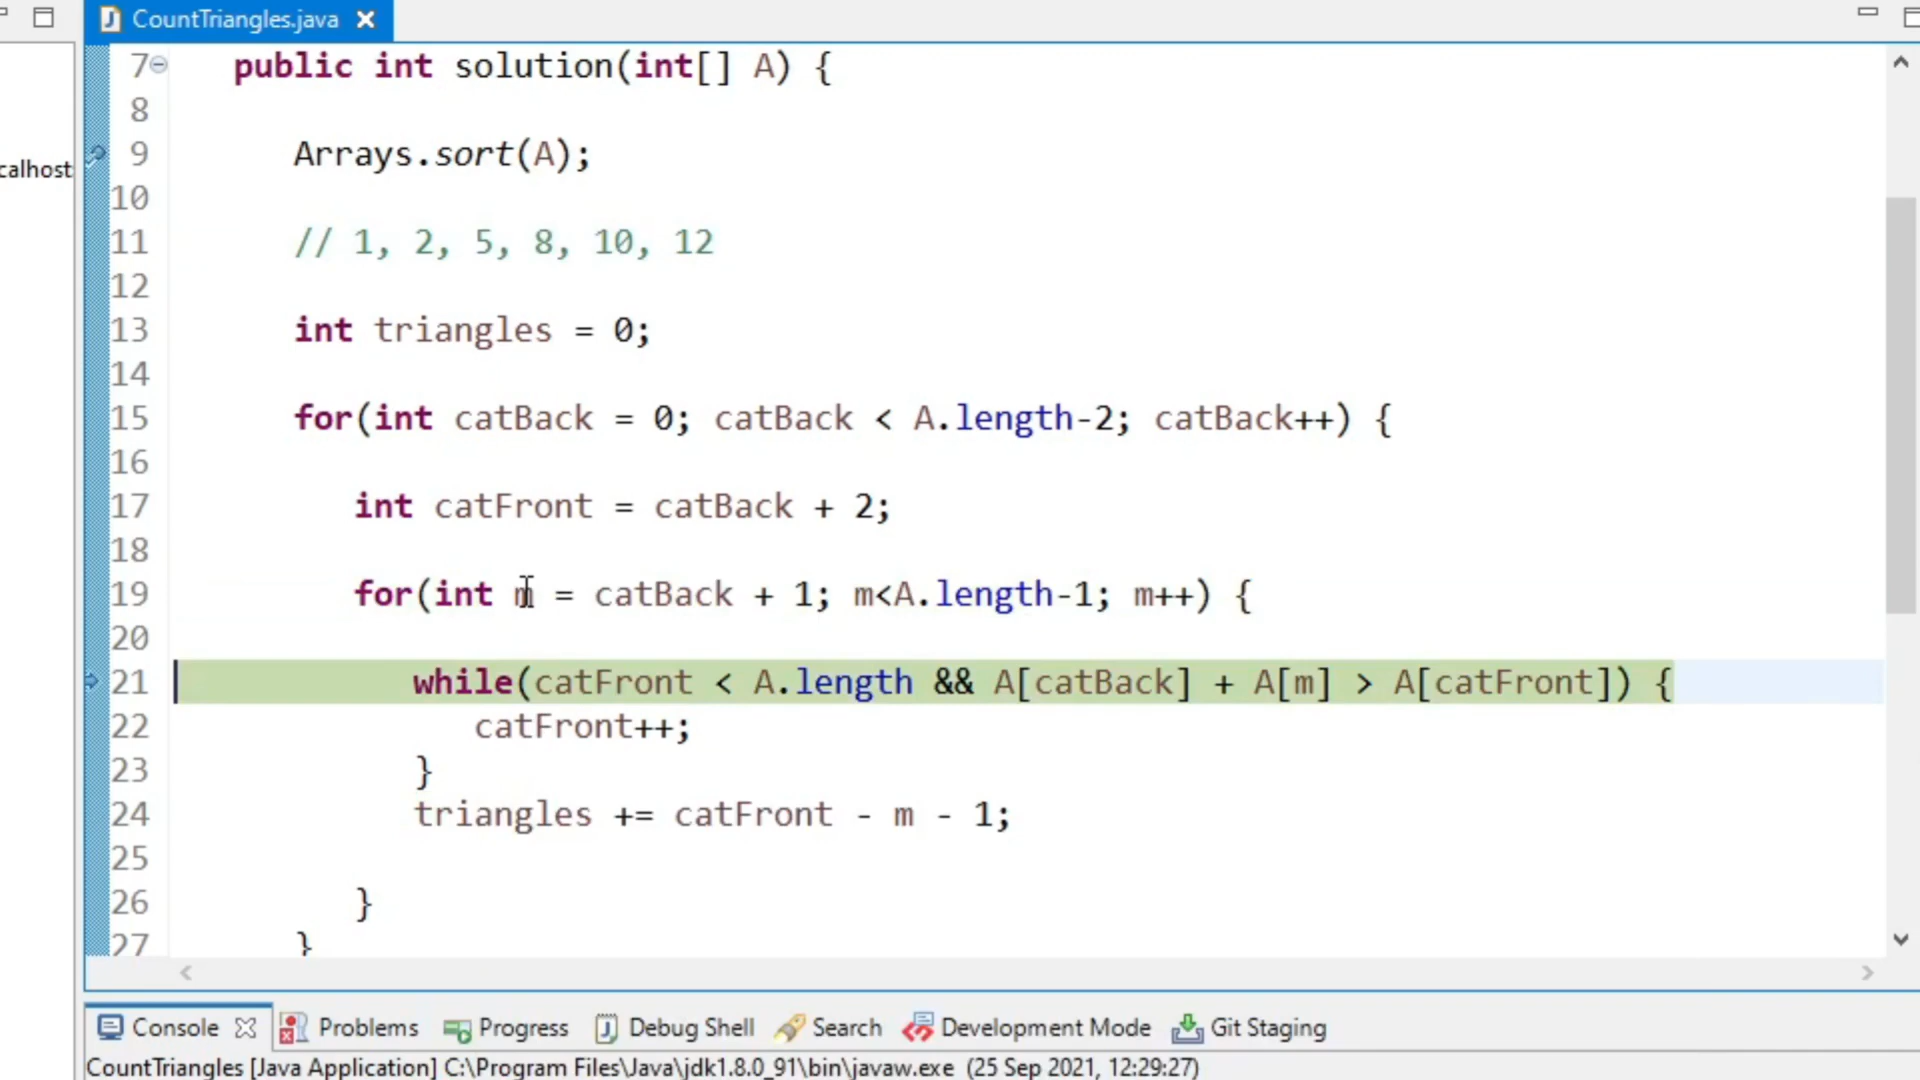 CountTriangles.java
calhost
7 public int solution(int[] A) {
8
9 Arrays.sort(A);
10
11 // 1, 2, 5, 8, 10, 12
12
13 int triangles = 0;
14
15 for(int catBack = 0; catBack < A.length-2; catBack++) {
16
17 int catFront = catBack + 2;
18
19 for(int m = catBack + 1; m<A.length-1; m++) {
20
21 while(catFront < A.length && A[catBack] + A[m] > A[catFront]) {
22 catFront++;
23 }
24 triangles += catFront - m - 1;
25
26 }
27 }
Console Problems Progress Debug Shell Search Development Mode Git Staging
CountTriangles [Java Application] C:\Program Files\Java\jdk1.8.0_91\bin\javaw.exe (25 Sep 2021, 12:29:27)